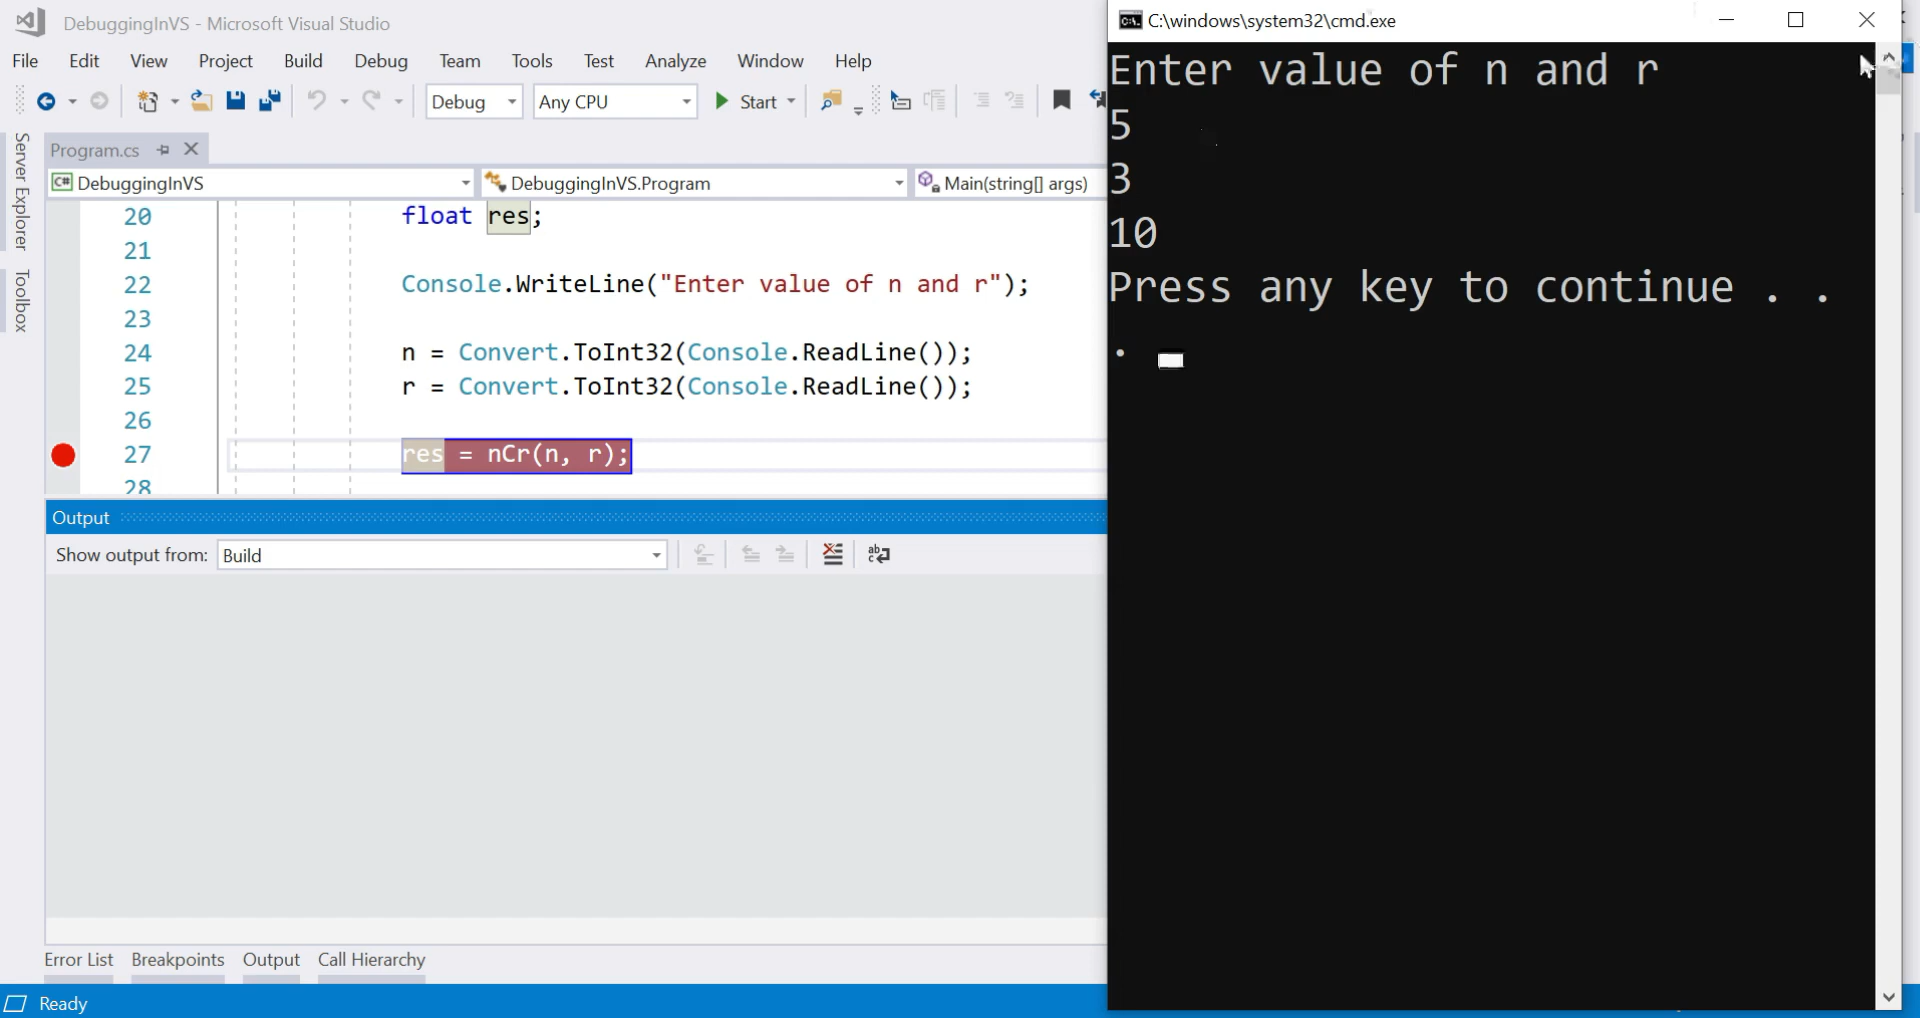 DebuggingInVS - Microsoft Visual Studio
File Edit View Project Build Debug Team Tools Test Analyze Window Help
Debug Any CPU Start
Server Explorer
Toolbox
Program.cs
C# DebuggingInVS DebuggingInVS.Program Main(string[] args)
20 float res;
21
22 Console.WriteLine("Enter value of n and r");
23
24 n = Convert.ToInt32(Console.ReadLine());
25 r = Convert.ToInt32(Console.ReadLine());
26
27 res = nCr(n, r);
28
Output
Show output from: Build
Error List Breakpoints Output Call Hierarchy
Ready
C:\windows\system32\cmd.exe
Enter value of n and r
5
3
10
Press any key to continue . .
.